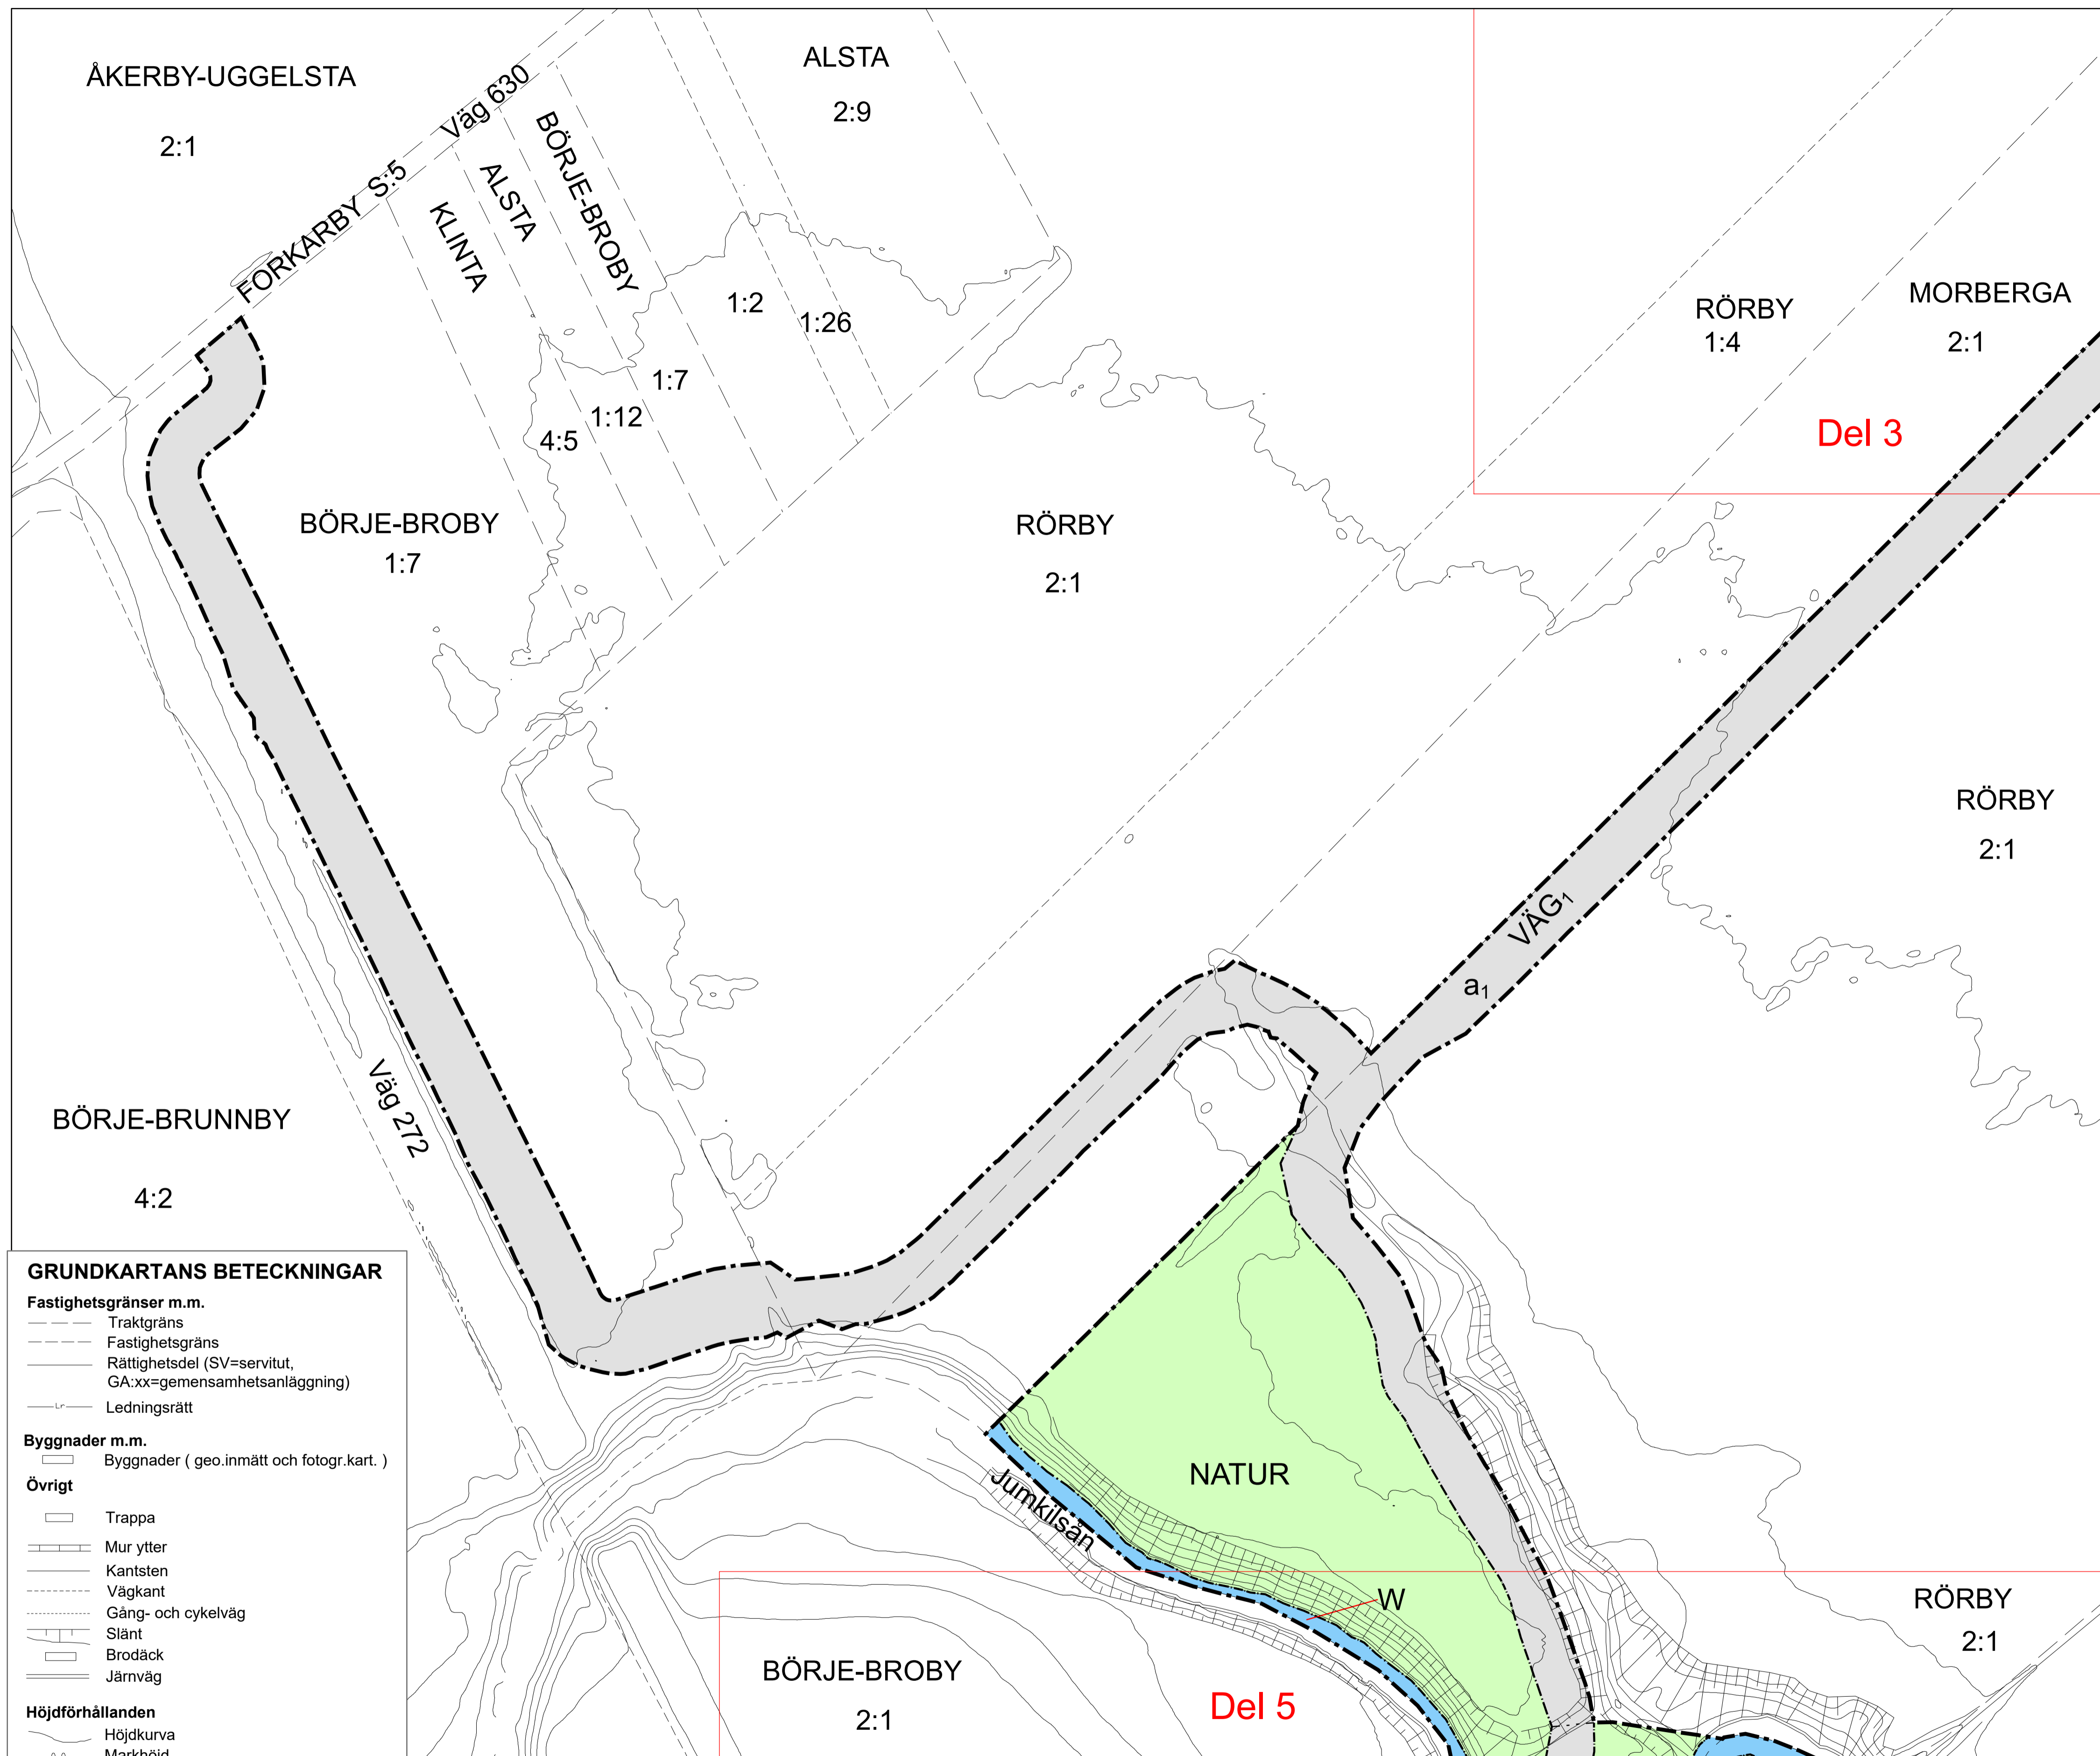 ÅKERBY-UGGELSTA
2:1
FORKARBY S:5
Väg 630
ALSTA
2:9
KLINTA
ALSTA
BÖRJE-BROBY
1:2
1:26
1:7
1:12
4:5
RÖRBY
1:4
MORBERGA
2:1
Del 3
BÖRJE-BROBY
1:7
RÖRBY
2:1
RÖRBY
2:1
VÄG1
a1
Väg 272
BÖRJE-BRUNNBY
4:2
NATUR
Jumkilsån
W
RÖRBY
2:1
BÖRJE-BROBY
2:1
Del 5
GRUNDKARTANS BETECKNINGAR
Fastighetsgränser m.m.
Traktgräns
Fastighetsgräns
Rättighetsdel (SV=servitut,
GA:xx=gemensamhetsanläggning)
Lr
Ledningsrätt
Byggnader m.m.
Byggnader ( geo.inmätt och fotogr.kart. )
Övrigt
Trappa
Mur ytter
Kantsten
Vägkant
Gång- och cykelväg
Slänt
Brodäck
Järnväg
Höjdförhållanden
Höjdkurva
Markhöjd